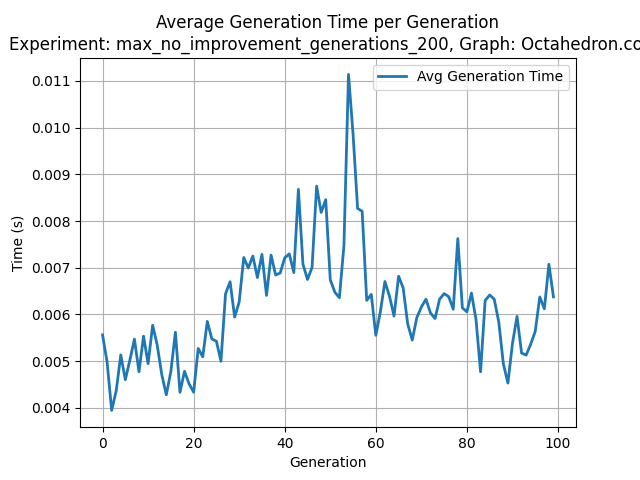 Average Generation Time per Generation
Experiment: max_no_improvement_generations_200, Graph: Octahedron.co
Avg Generation Time
0.011
0.010
0.009
0.008
0.007
0.006
0.005
0.004
Time (s)
0 20 40 60 80 100
Generation